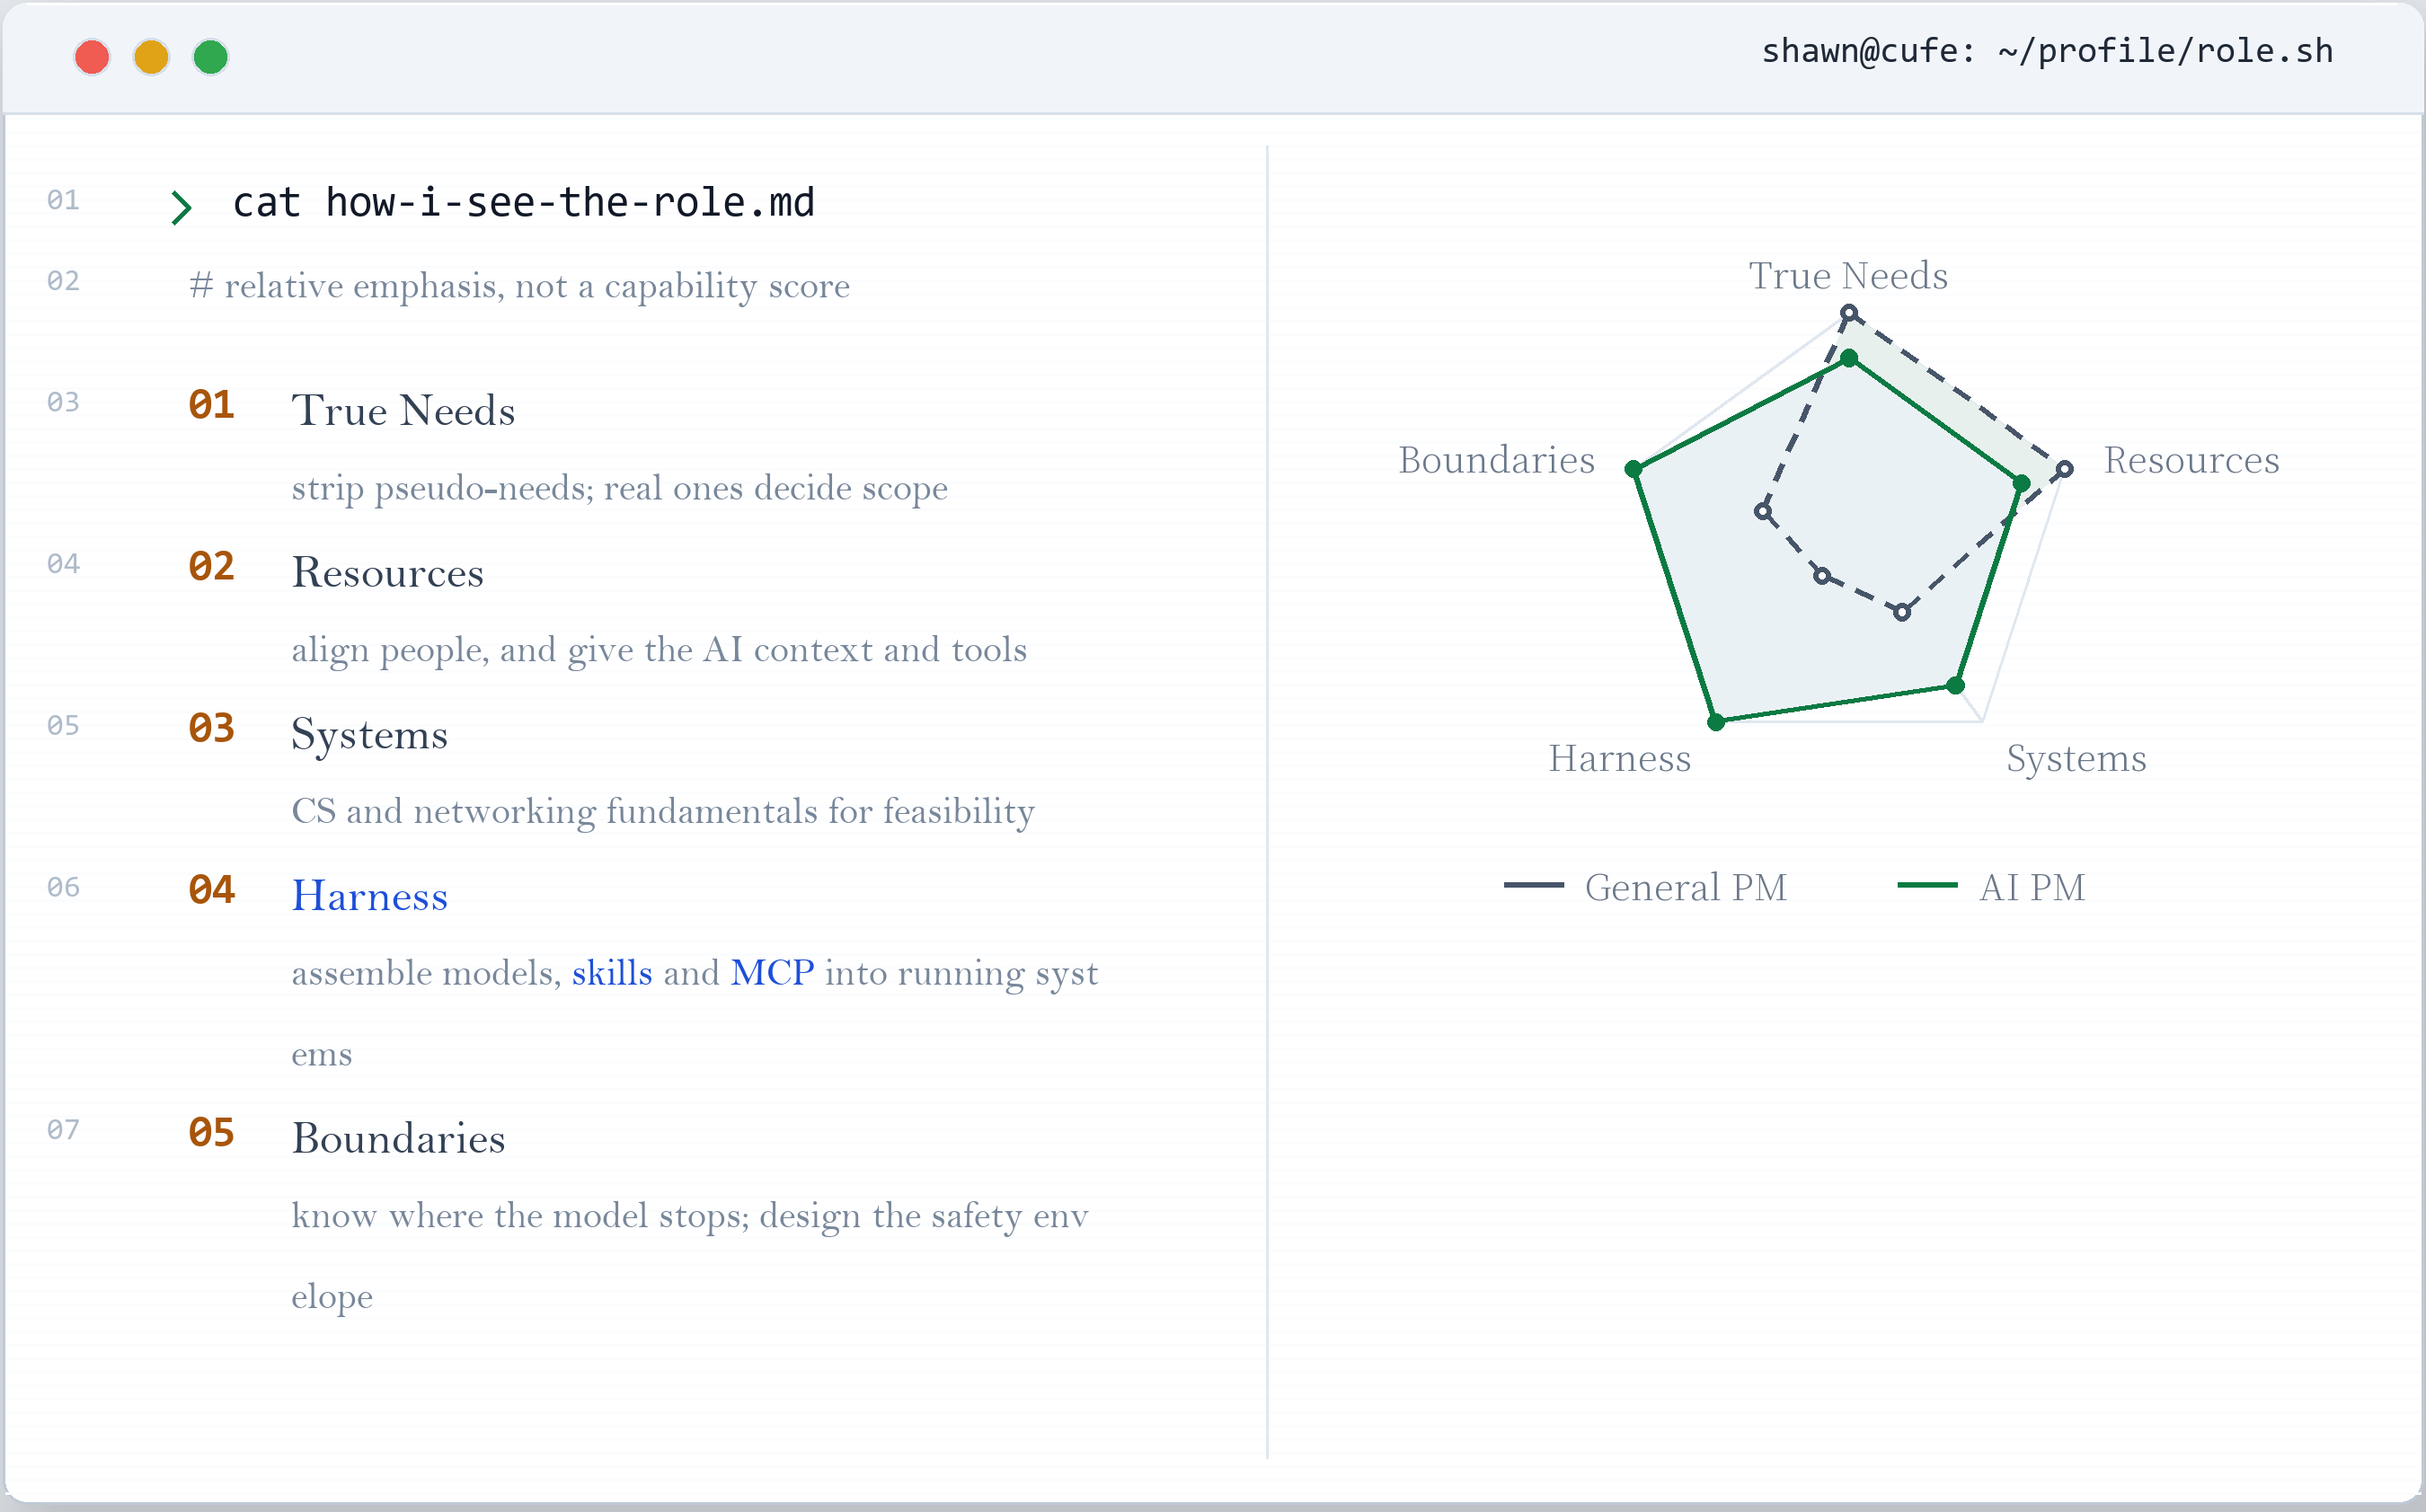 shawn@cufe: ~/profile/role.sh
01 > cat how-i-see-the-role.md
02 # relative emphasis, not a capability score
03 01 True Needs
strip pseudo-needs; real ones decide scope
04 02 Resources
align people, and give the AI context and tools
05 03 Systems
CS and networking fundamentals for feasibility
06 04 Harness
assemble models, skills and MCP into running syst
ems
07 05 Boundaries
know where the model stops; design the safety env
elope
True Needs
Boundaries
Resources
Harness
Systems
General PM
AI PM